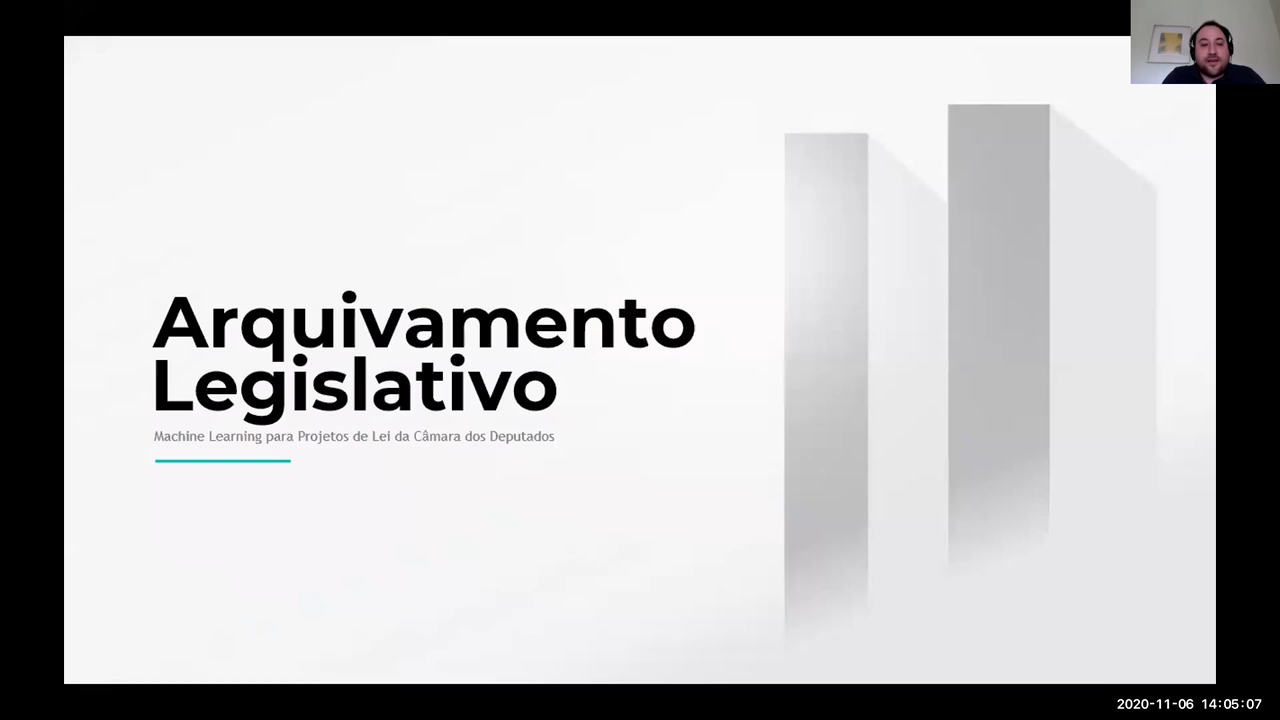 Arquivamento
Legislativo
Machine Learning para Projetos de Lei da Câmara dos Deputados
2020-11-06 14:05:07